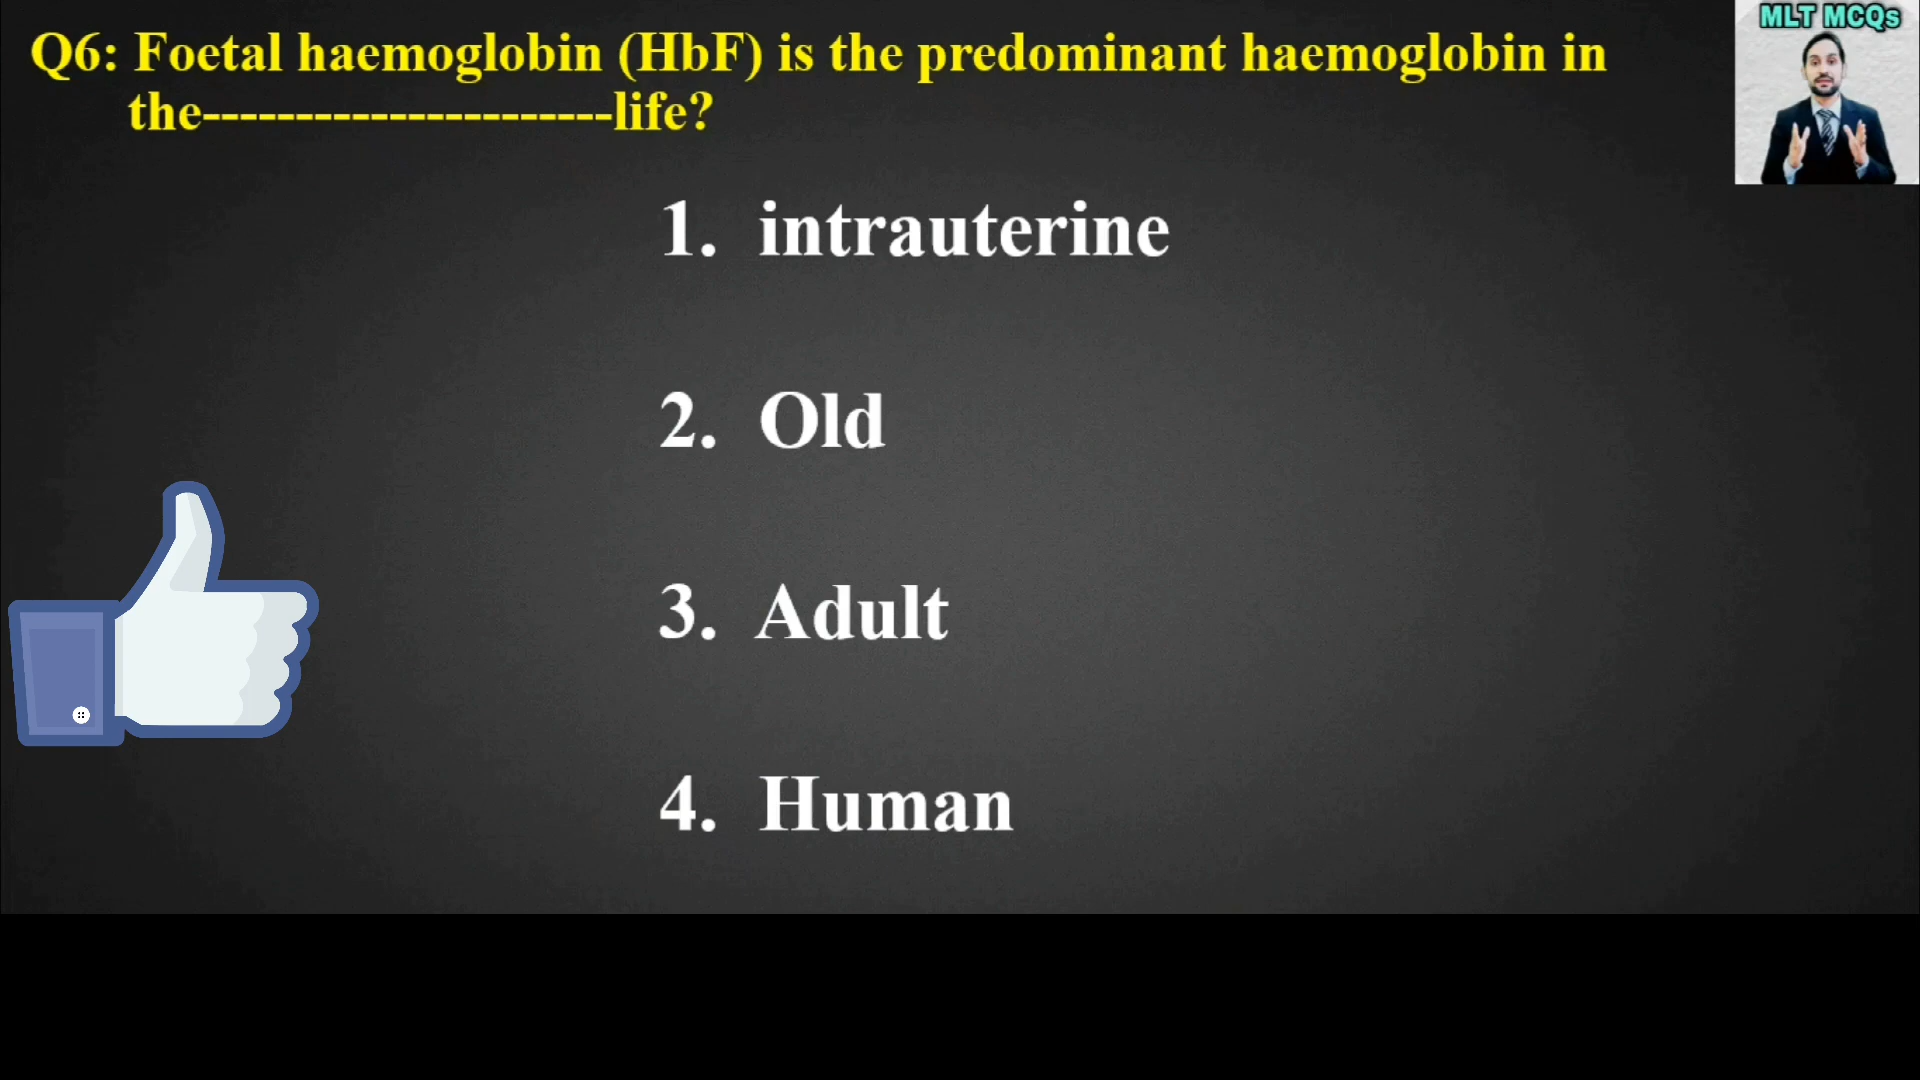 MLT MCQs
Q6: Foetal haemoglobin (HbF) is the predominant haemoglobin in
the----------------------life?
1. intrauterine
2. Old
3. Adult
4. Human